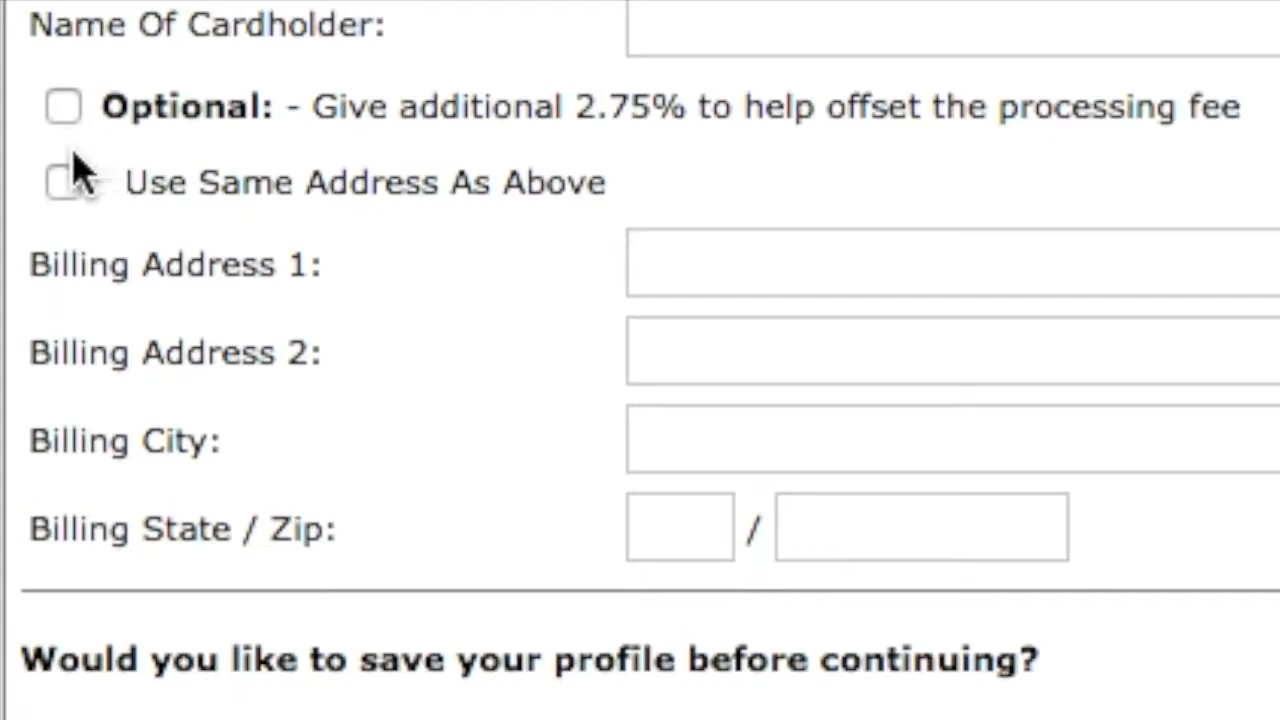 Name Of Cardholder:
Optional: - Give additional 2.75% to help offset the processing fee
Use Same Address As Above
Billing Address 1:
Billing Address 2:
Billing City:
Billing State / Zip:
/
Would you like to save your profile before continuing?